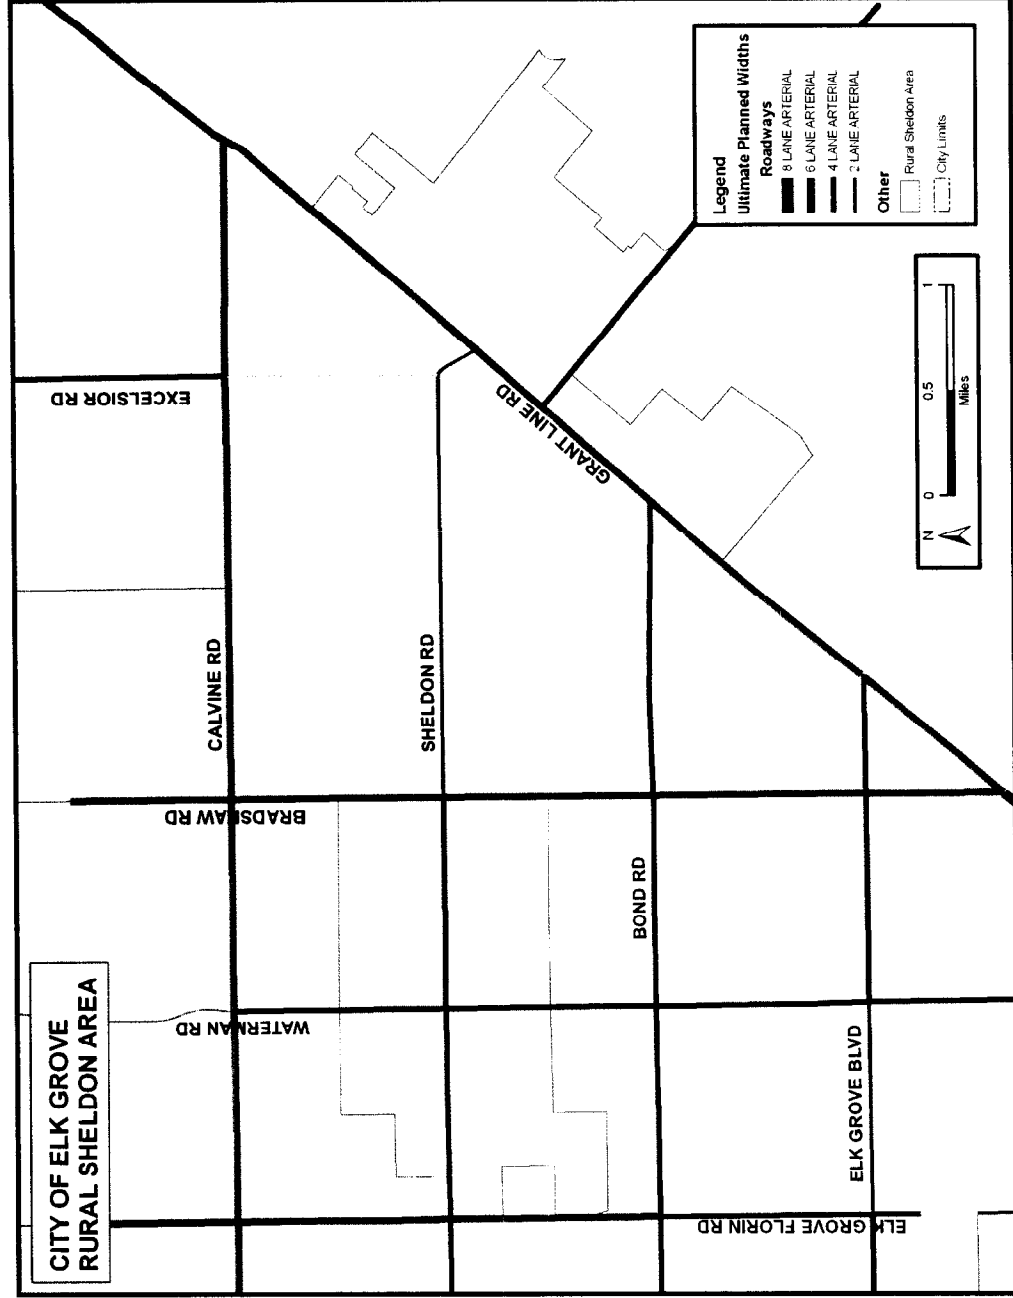 CITY OF ELK GROVE
RURAL SHELDON AREA
EXCELSIOR RD
CALVINE RD
BRADSHAW RD
WATERMAN RD
SHELDON RD
GRANT LINE RD
BOND RD
ELK GROVE BLVD
ELK GROVE FLORIN RD
Legend
Ultimate Planned Widths
Roadways
8 LANE ARTERIAL
6 LANE ARTERIAL
4 LANE ARTERIAL
2 LANE ARTERIAL
Other
Rural Sheldon Area
City Limits
N
0 0.5 1
Miles